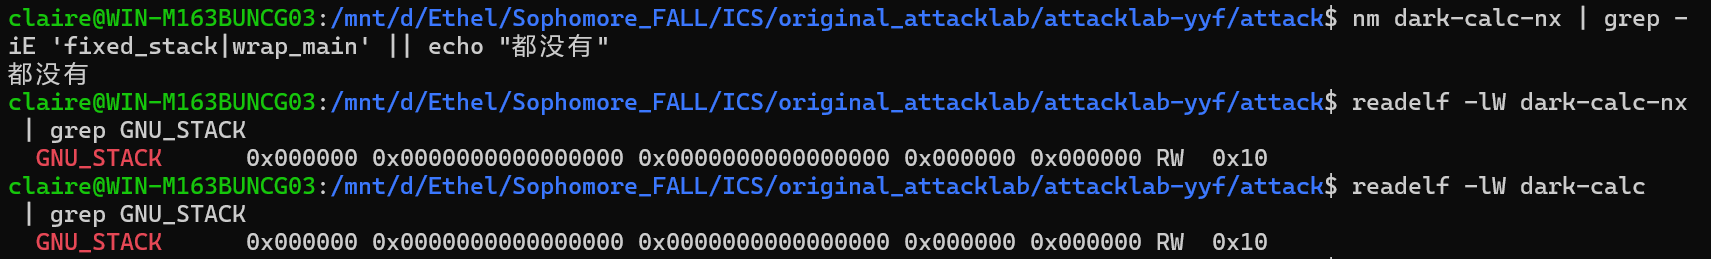 claire@WIN-M163BUNCG03:/mnt/d/Ethel/Sophomore_FALL/ICS/original_attacklab/attacklab-yyf/attack$ nm dark-calc-nx | grep -
iE 'fixed_stack|wrap_main' || echo "都没有"
都没有
claire@WIN-M163BUNCG03:/mnt/d/Ethel/Sophomore_FALL/ICS/original_attacklab/attacklab-yyf/attack$ readelf -lW dark-calc-nx
 | grep GNU_STACK
  GNU_STACK      0x000000 0x0000000000000000 0x0000000000000000 0x000000 0x000000 RW  0x10
claire@WIN-M163BUNCG03:/mnt/d/Ethel/Sophomore_FALL/ICS/original_attacklab/attacklab-yyf/attack$ readelf -lW dark-calc
 | grep GNU_STACK
  GNU_STACK      0x000000 0x0000000000000000 0x0000000000000000 0x000000 0x000000 RW  0x10